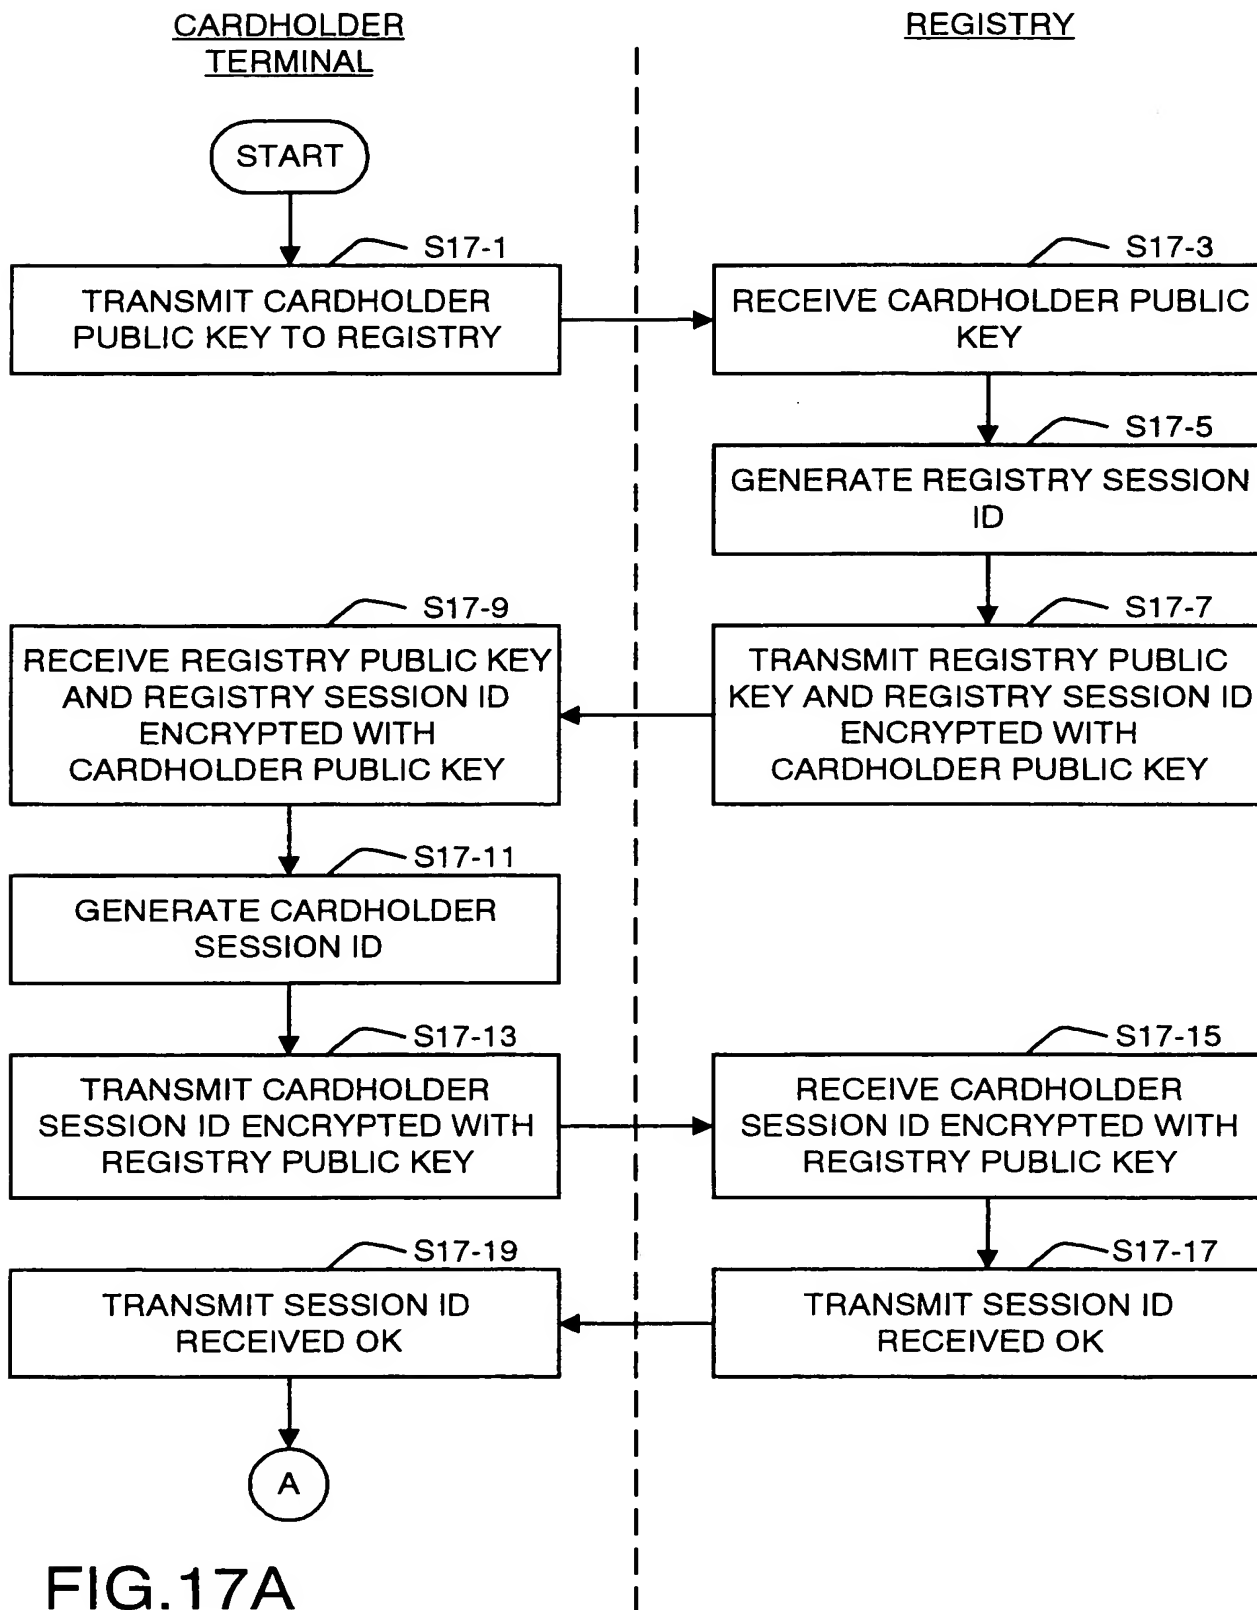 CARDHOLDER
TERMINAL
REGISTRY
START
S17-1
TRANSMIT CARDHOLDER
PUBLIC KEY TO REGISTRY
S17-3
RECEIVE CARDHOLDER PUBLIC
KEY
S17-5
GENERATE REGISTRY SESSION
ID
S17-7
TRANSMIT REGISTRY PUBLIC
KEY AND REGISTRY SESSION ID
ENCRYPTED WITH
CARDHOLDER PUBLIC KEY
S17-9
RECEIVE REGISTRY PUBLIC KEY
AND REGISTRY SESSION ID
ENCRYPTED WITH
CARDHOLDER PUBLIC KEY
S17-11
GENERATE CARDHOLDER
SESSION ID
S17-13
TRANSMIT CARDHOLDER
SESSION ID ENCRYPTED WITH
REGISTRY PUBLIC KEY
S17-15
RECEIVE CARDHOLDER
SESSION ID ENCRYPTED WITH
REGISTRY PUBLIC KEY
S17-17
TRANSMIT SESSION ID
RECEIVED OK
S17-19
TRANSMIT SESSION ID
RECEIVED OK
A
FIG.17A